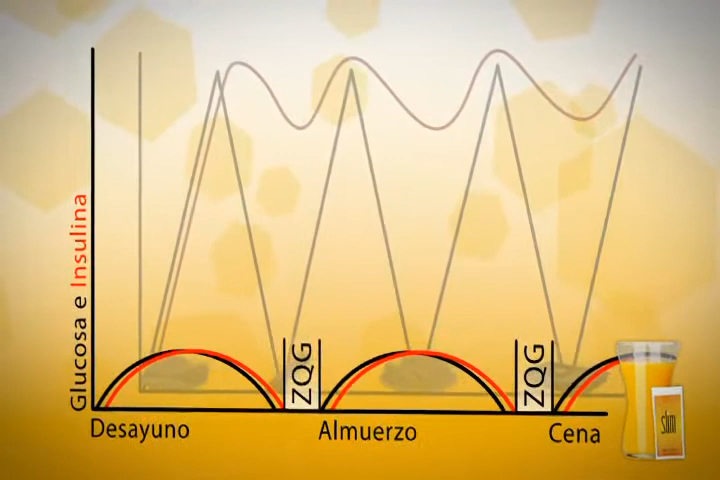 Glucosa e Insulina
ZQG
ZQG
Desayuno
Almuerzo
Cena
slim